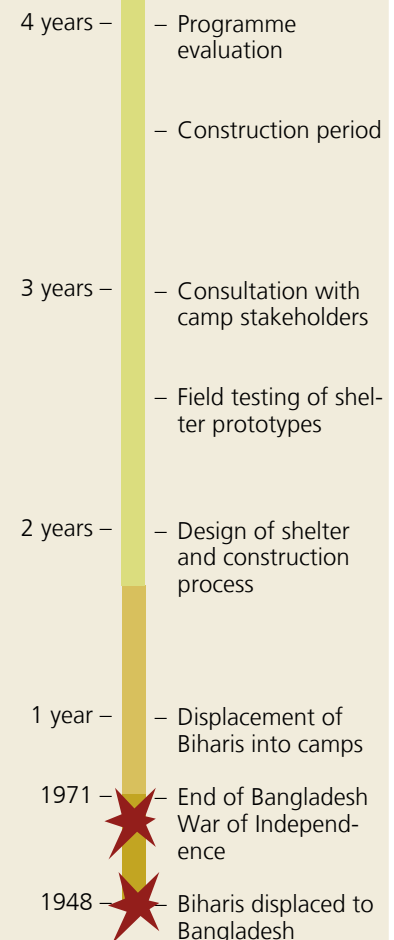 4 years – – Programme
evaluation
– Construction period
3 years – – Consultation with
camp stakeholders
– Field testing of shel-
ter prototypes
2 years – – Design of shelter
and construction
process
1 year – – Displacement of
Biharis into camps
1971 – – End of Bangladesh
War of Independ-
ence
1948 – – Biharis displaced to
Bangladesh